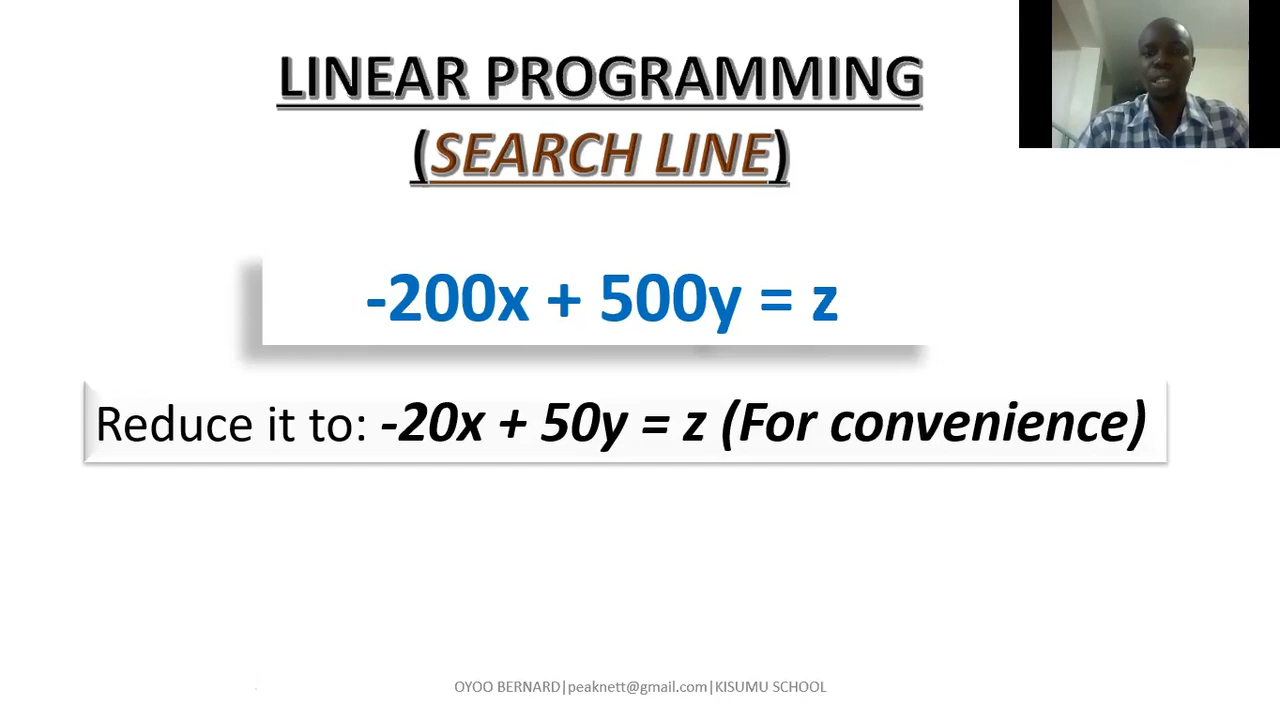 LINEAR PROGRAMMING
(SEARCH LINE)
-200x + 500y = z
Reduce it to: -20x + 50y = z (For convenience)
OYOO BERNARD|peaknett@gmail.com|KISUMU SCHOOL